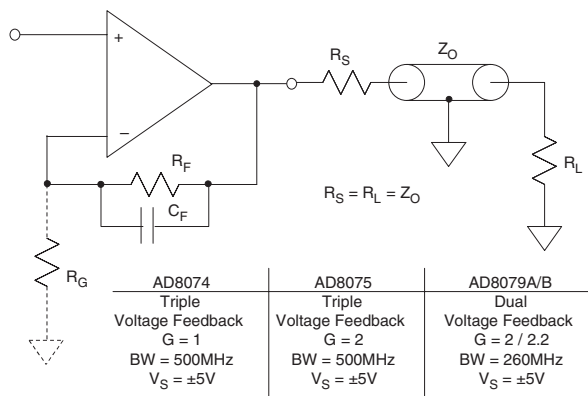 +
−
R_S
Z_O
R_F
C_F
R_L
R_S = R_L = Z_O
R_G
AD8074 AD8075 AD8079A/B
Triple Triple Dual
Voltage Feedback Voltage Feedback Voltage Feedback
G = 1 G = 2 G = 2 / 2.2
BW = 500MHz BW = 500MHz BW = 260MHz
V_S = ±5V V_S = ±5V V_S = ±5V